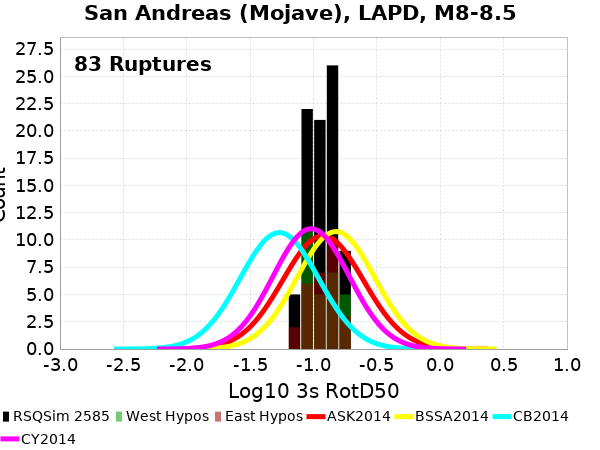 San Andreas (Mojave), LAPD, M8-8.5
83 Ruptures
27.5
25.0
22.5
20.0
17.5
15.0
12.5
10.0
7.5
5.0
2.5
0.0
Count
-3.0 -2.5 -2.0 -1.5 -1.0 -0.5 0.0 0.5 1.0
Log10 3s RotD50
RSQSim 2585 West Hypos East Hypos ASK2014 BSSA2014 CB2014
CY2014